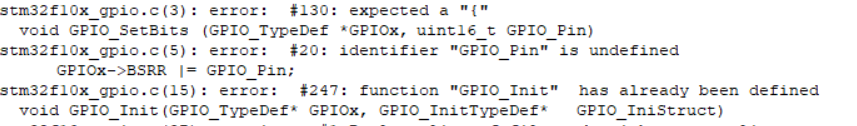 stm32f10x_gpio.c(3): error:  #130: expected a "{"
  void GPIO_SetBits (GPIO_TypeDef *GPIOx, uint16_t GPIO_Pin)
stm32f10x_gpio.c(5): error:  #20: identifier "GPIO_Pin" is undefined
      GPIOx->BSRR |= GPIO_Pin;
stm32f10x_gpio.c(15): error:  #247: function "GPIO_Init"  has already been defined
  void GPIO_Init(GPIO_TypeDef* GPIOx, GPIO_InitTypeDef*   GPIO_IniStruct)